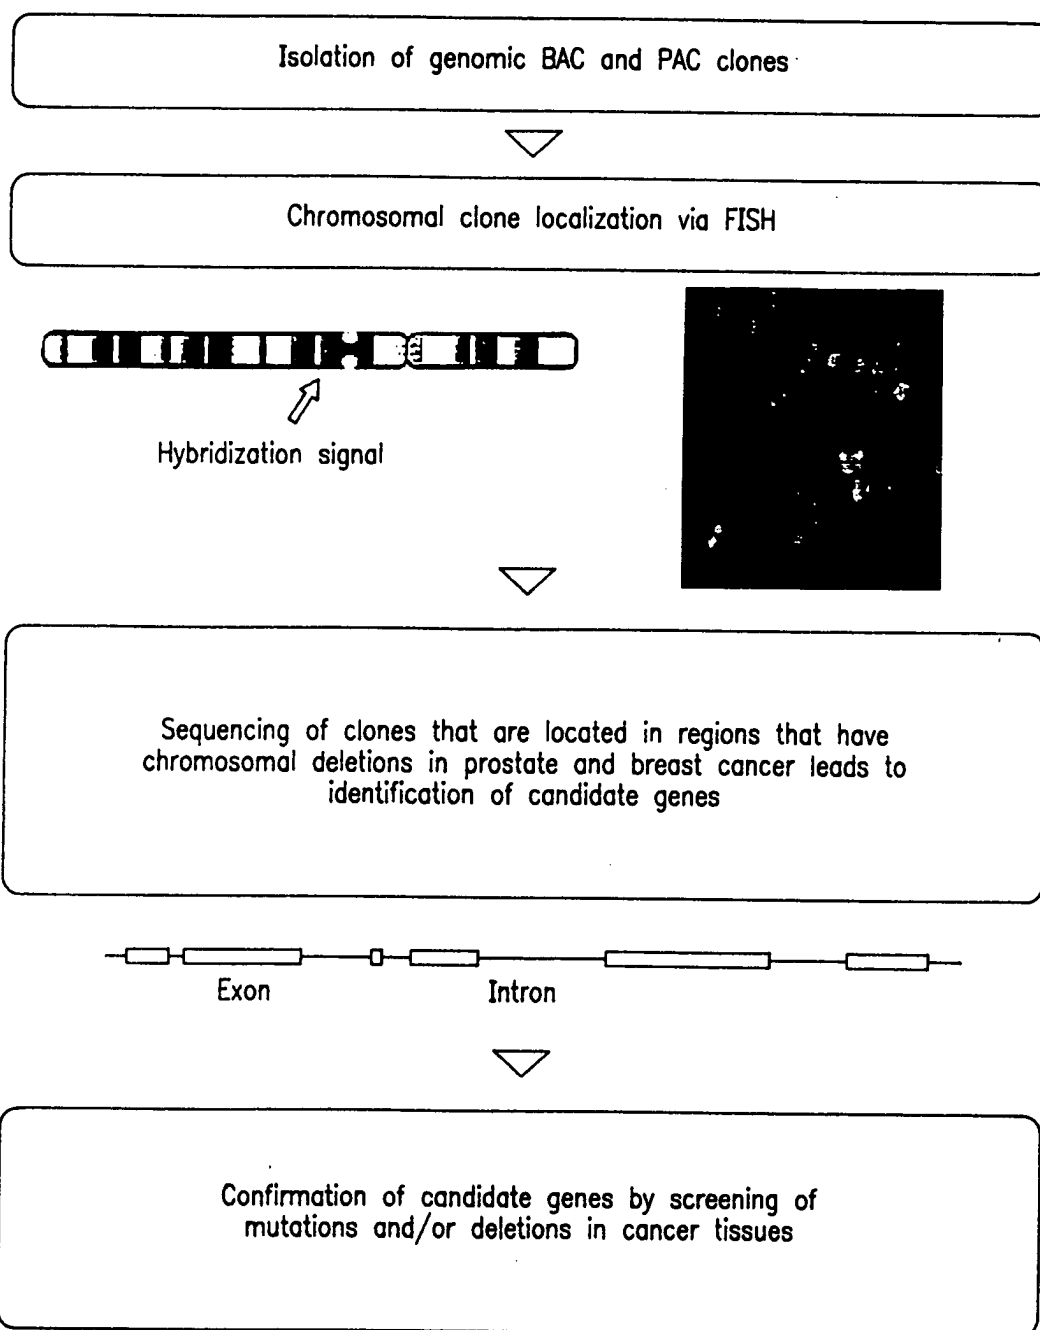 Isolation of genomic BAC and PAC clones
Chromosomal clone localization via FISH
Hybridization signal
Sequencing of clones that are located in regions that have
chromosomal deletions in prostate and breast cancer leads to
identification of candidate genes
Exon
Intron
Confirmation of candidate genes by screening of
mutations and/or deletions in cancer tissues